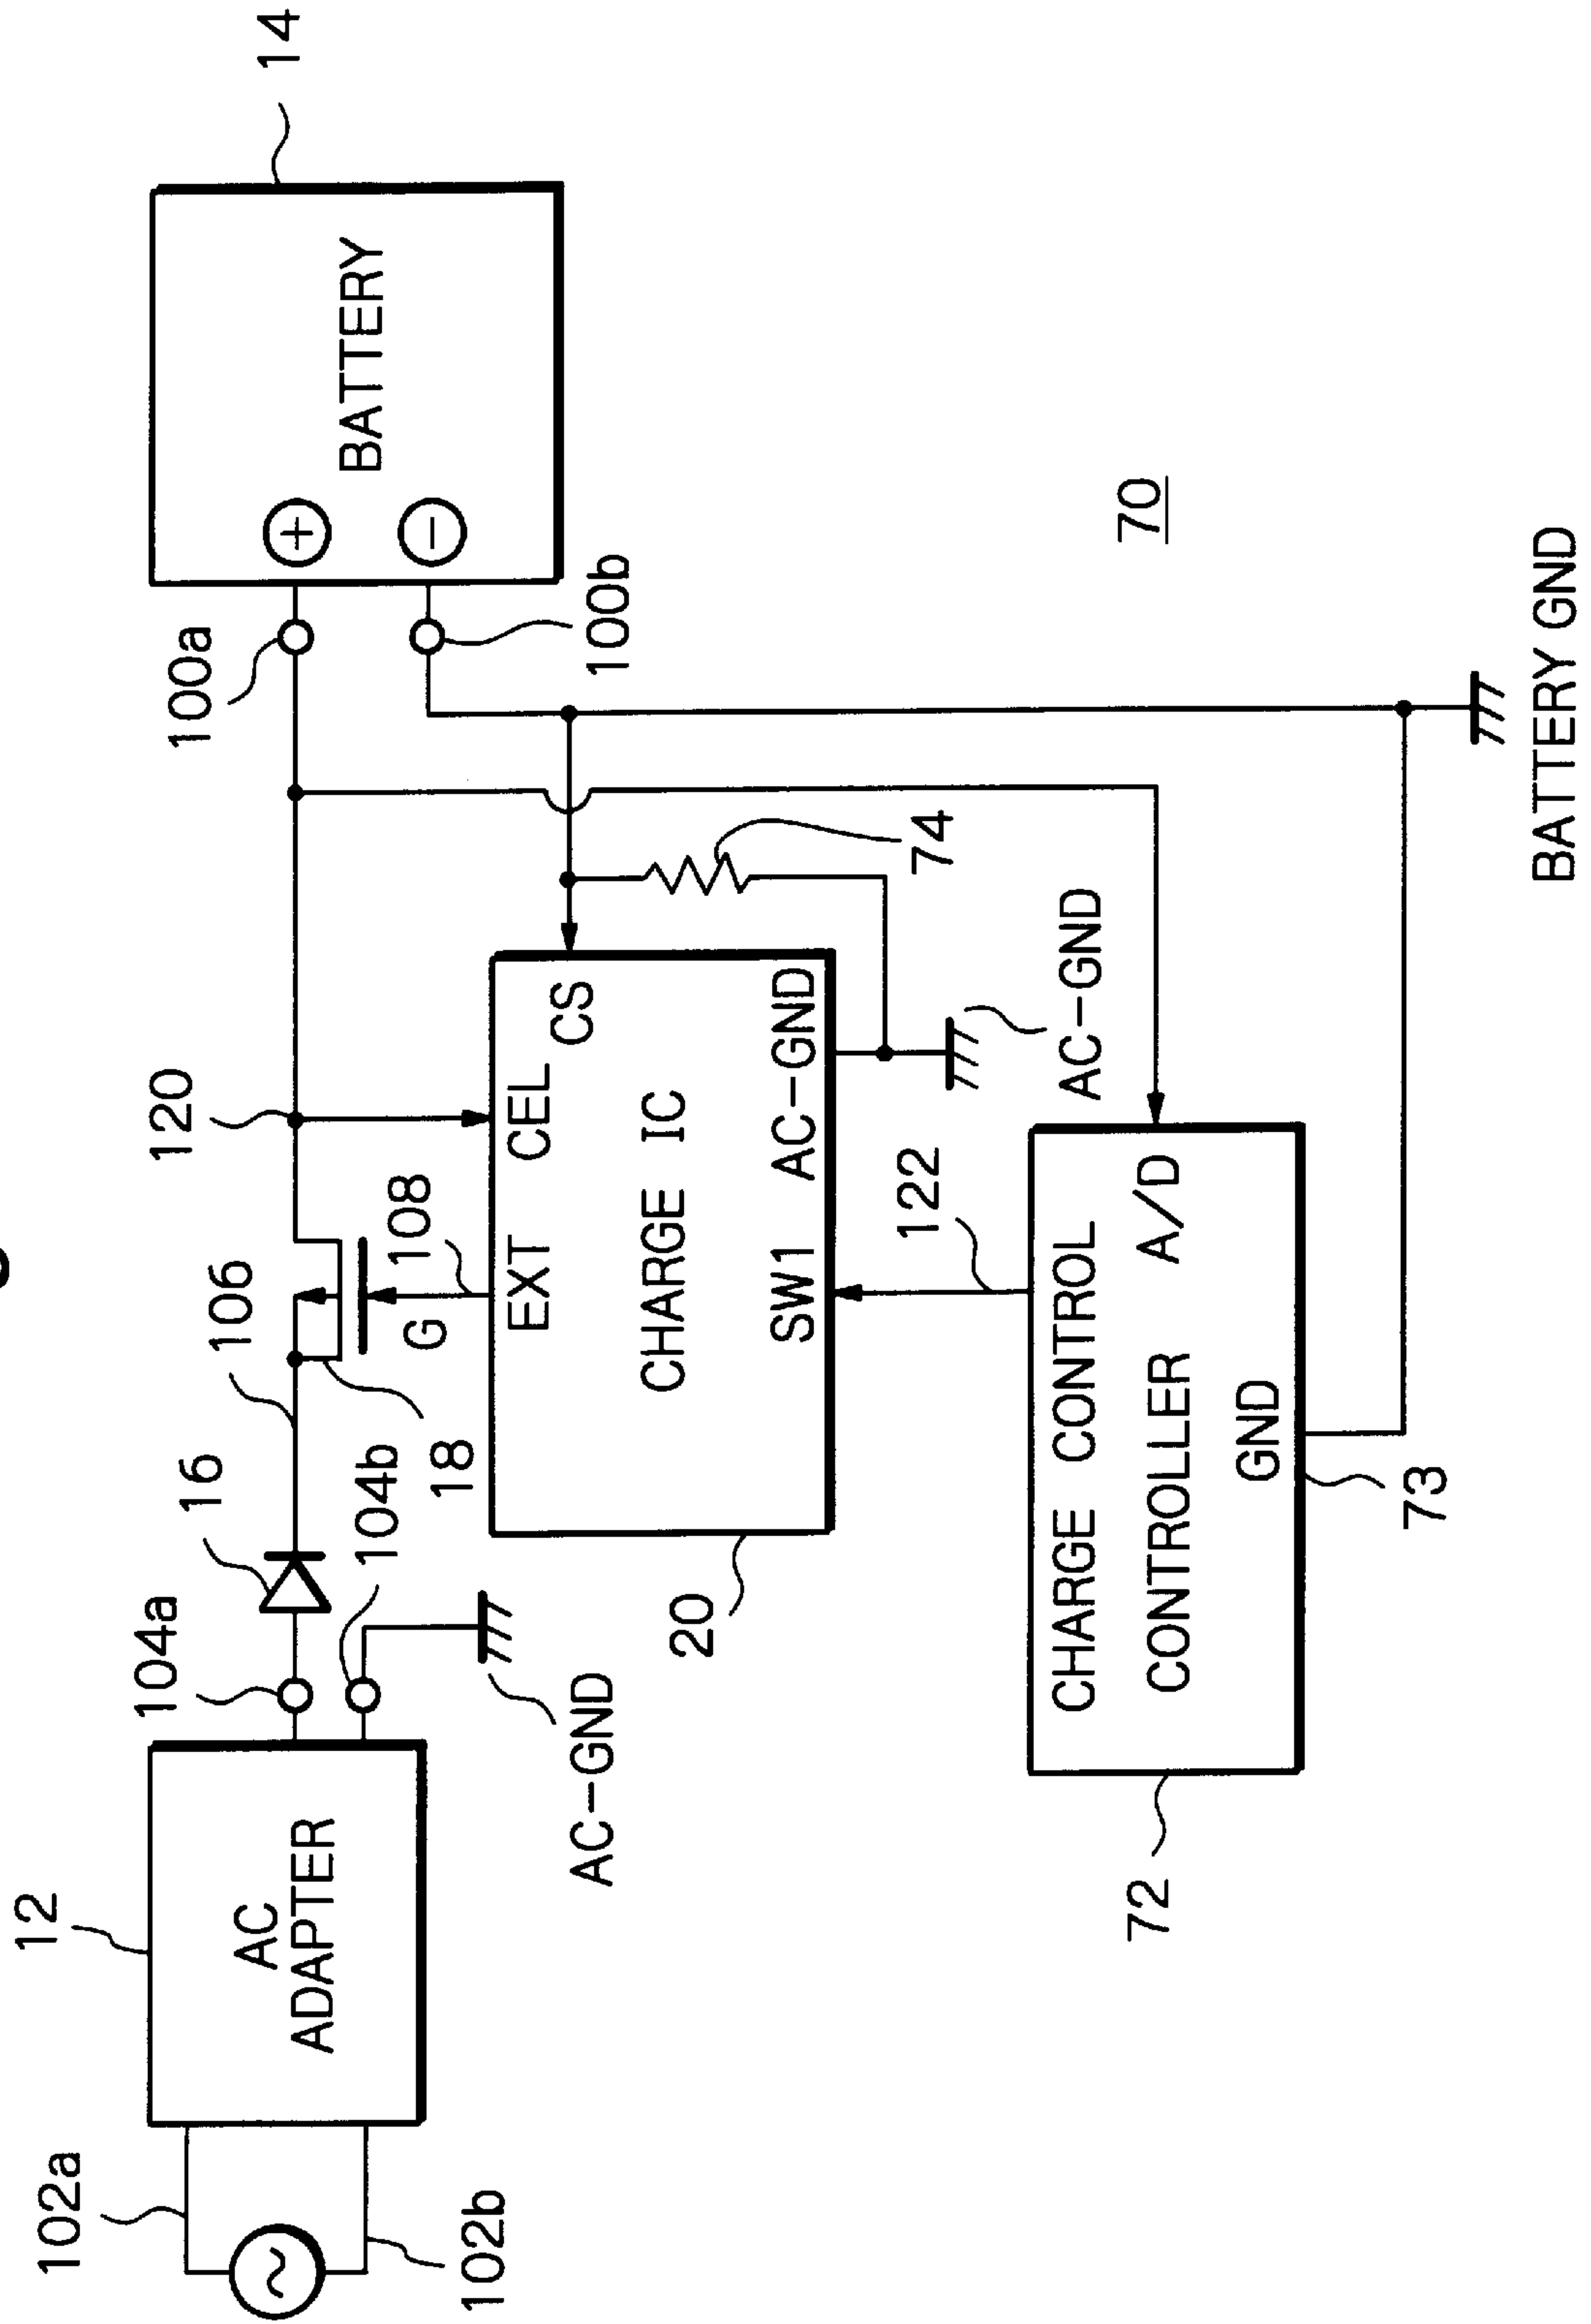 12
102a
102b
AC
ADAPTER
104a
104b
AC-GND
16
106
18
G
108
120
EXT CEL
CS
CHARGE IC
SW1 AC-GND
20
100a
100b
+
−
BATTERY
14
74
AC-GND
122
70
CHARGE CONTROL
A/D
CONTROLLER
GND
72
73
BATTERY GND